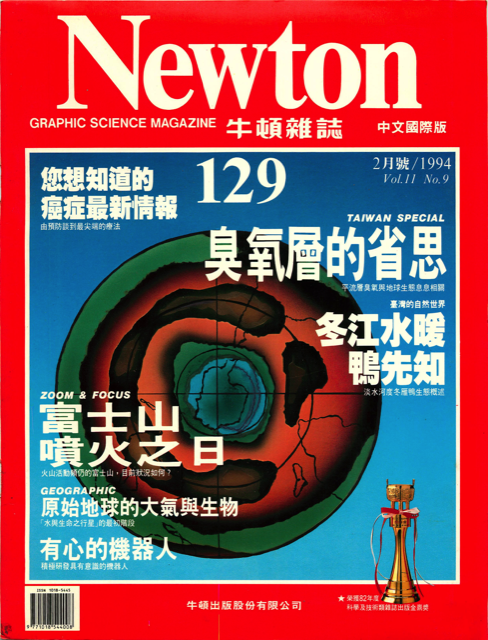 Newton
GRAPHIC SCIENCE MAGAZINE 牛頓雜誌 中文國際版
129
2月號/1994
Vol.11 No.9
您想知道的
癌症最新情報
由預防談到最尖端的療法
TAIWAN SPECIAL
臭氧層的省思
平流層臭氧與地球生態息息相關
臺灣的自然世界
冬江水暖
鴨先知
淡水河度冬雁鴨生態概述
ZOOM & FOCUS
富士山
噴火之日
火山活動頻仍的富士山,目前狀況如何?
GEOGRAPHIC
原始地球的大氣與生物
「水與生命之行星」的最初階段
有心的機器人
積極研發具有意識的機器人
★榮獲82年度
科學及技術類雜誌出版金鼎獎
ISSN 1018-5445
9 771018 544008
牛頓出版股份有限公司